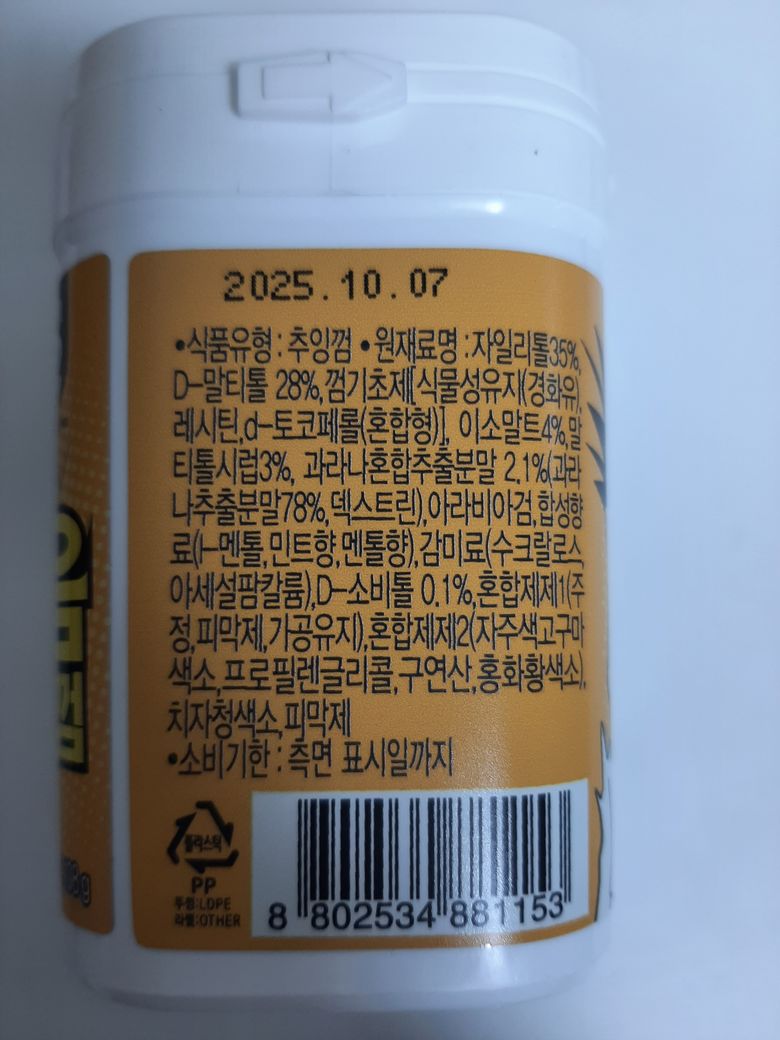 2025.10.07
•식품유형 : 추잉껌 •원재료명 : 자일리톨35%,
D-말티톨 28%,껌기초제[식물성유지(경화유),
레시틴,d-토코페롤(혼합형)], 이소말트4%,말
티톨시럽3%, 과라나혼합추출분말 2.1%(과라
나추출분말78%,덱스트린),아라비아검,합성향
료(l-멘톨,민트향,멘톨향),감미료(수크랄로스,
아세설팜칼륨),D-소비톨 0.1%,혼합제제1(주
정,피막제,가공유지),혼합제제2(자주색고구마
색소,프로필렌글리콜,구연산,홍화황색소),
치자청색소,피막제
•소비기한 : 측면 표시일까지
플라스틱
PP
뚜껑:LDPE
라벨:OTHER
8 802534 881153
껌